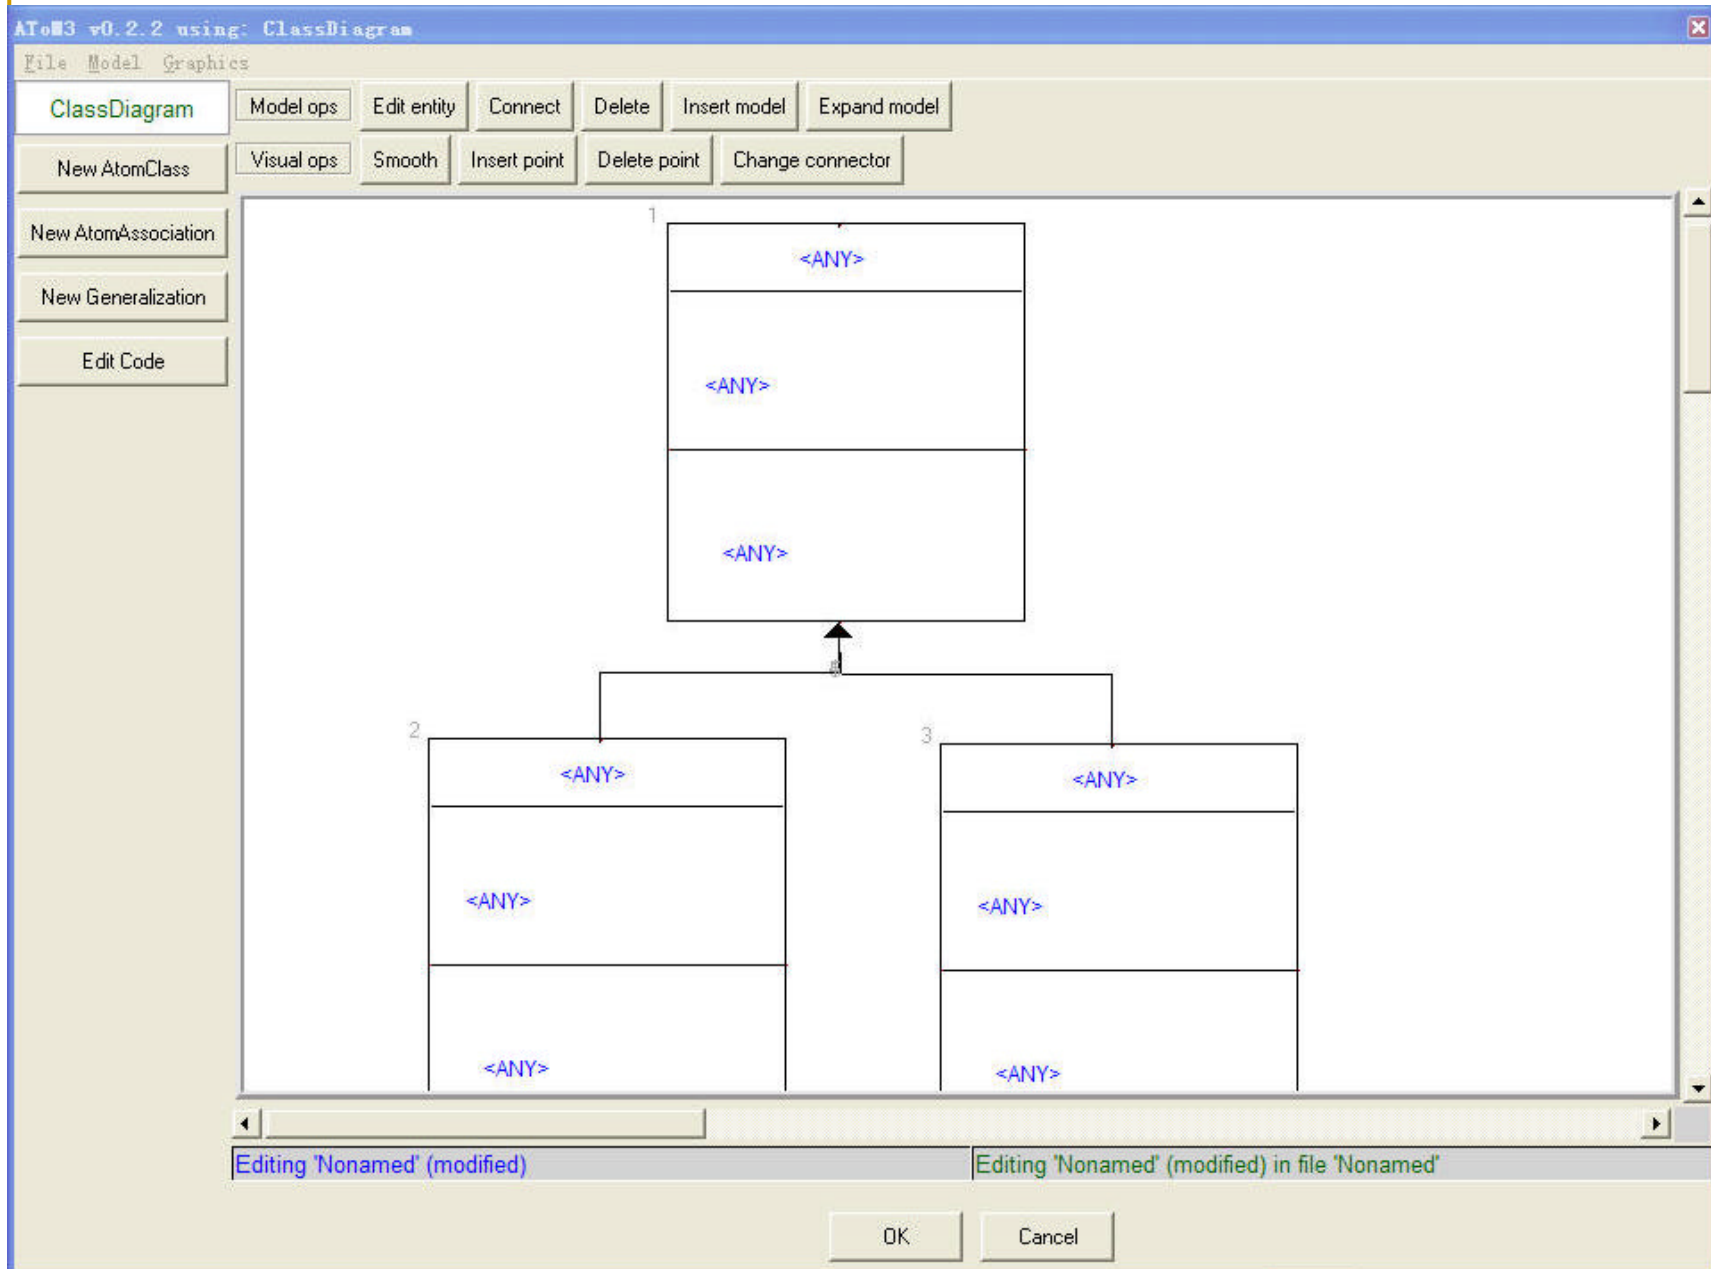 AToM3 v0.2.2 using: ClassDiagram
File Model Graphics
ClassDiagram
Model ops Edit entity Connect Delete Insert model Expand model
New AtomClass
Visual ops Smooth Insert point Delete point Change connector
New AtomAssociation
New Generalization
Edit Code
1
<ANY>
<ANY>
<ANY>
2
3
<ANY>
<ANY>
<ANY>
<ANY>
<ANY>
<ANY>
Editing 'Nonamed' (modified)
Editing 'Nonamed' (modified) in file 'Nonamed'
OK
Cancel